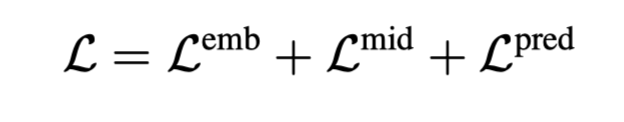 ℒ = ℒ^emb + ℒ^mid + ℒ^pred